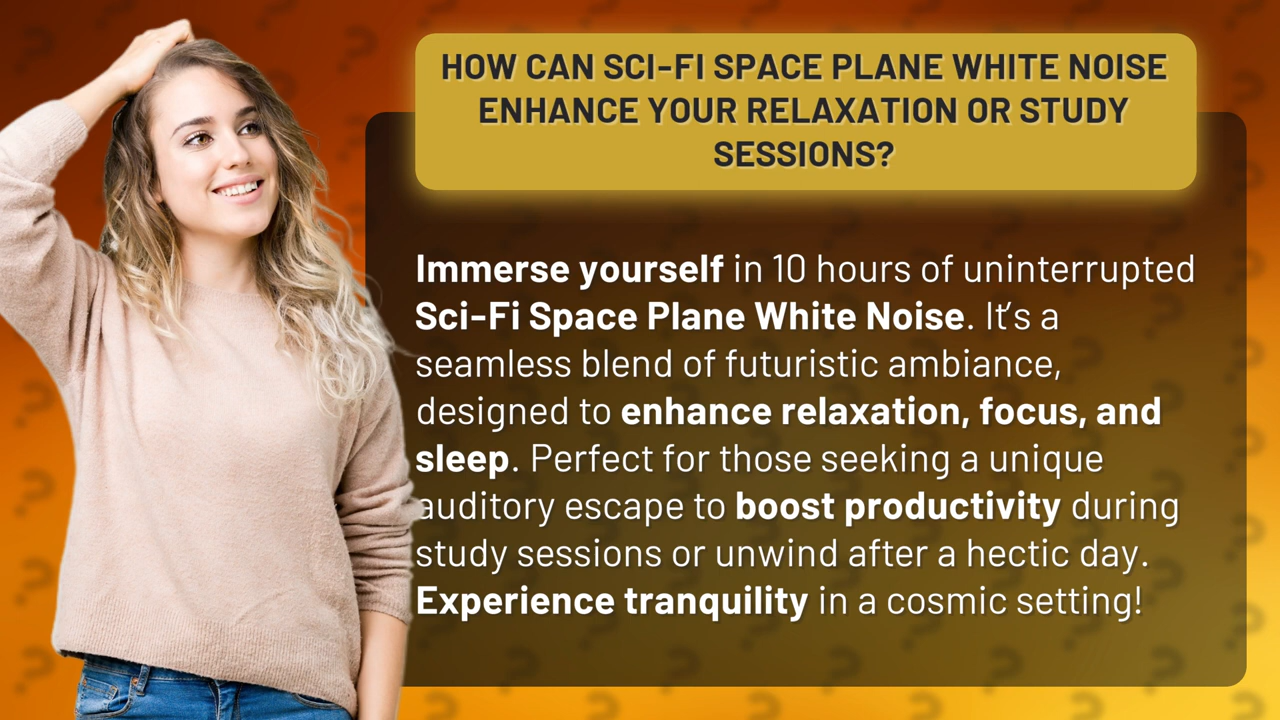 HOW CAN SCI-FI SPACE PLANE WHITE NOISE
ENHANCE YOUR RELAXATION OR STUDY
SESSIONS?
Immerse yourself in 10 hours of uninterrupted
Sci-Fi Space Plane White Noise. It's a
seamless blend of futuristic ambiance,
designed to enhance relaxation, focus, and
sleep. Perfect for those seeking a unique
auditory escape to boost productivity during
study sessions or unwind after a hectic day.
Experience tranquility in a cosmic setting!